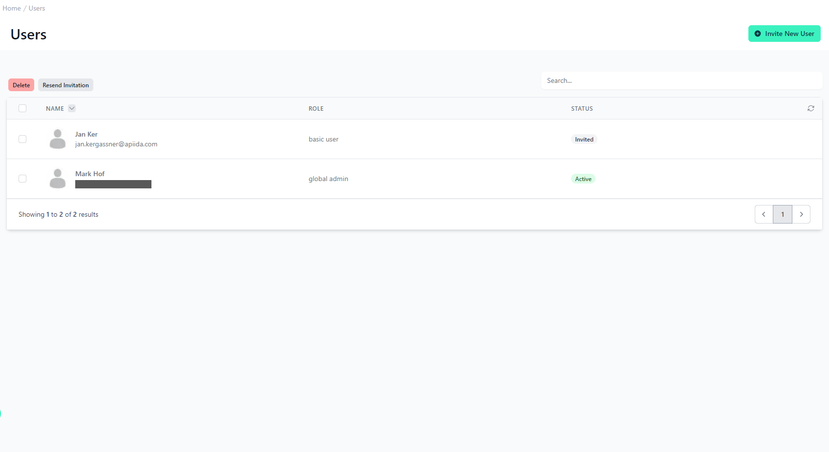 Home / Users
Users
Invite New User
Search...
Delete
Resend Invitation
NAME
ROLE
STATUS
Jan Ker
jan.kergassner@apiida.com
basic user
Invited
Mark Hof
global admin
Active
Showing 1 to 2 of 2 results
1